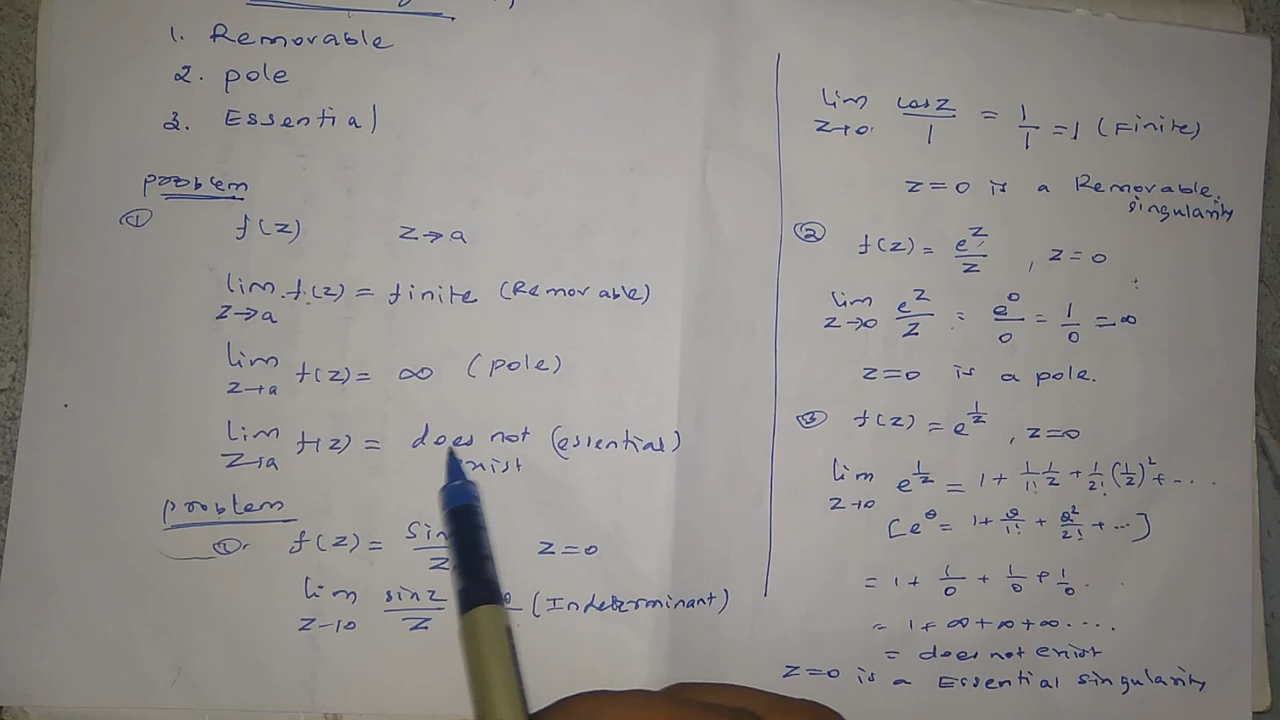 1. Removable
2. pole
3. Essential
problem
① f(z) z→a
lim f(z) = finite (Removable)
z→a
lim f(z) = ∞ (pole)
z→a
lim f(z) = does not (essential)
z→a
problem
①. f(z) = Sin z=0
z
lim sinz (Indeterminant)
z→0 z
lim cosz = 1 = 1 (Finite)
z→0 1 1
z=0 is a Removable.
singularity
② f(z) = e^z/z , z=0
lim e^z/z = e^0/0 = 1/0 = ∞
z→0
z=0 is a pole.
③ f(z) = e^(1/z) , z=0
lim e^(1/z) = 1 + 1/1! 1/z + 1/2! (1/z)² + ....
z→0
[e^θ = 1 + θ/1! + θ²/2! + ...]
= 1 + 1/0 + 1/0 + 1/0 .
= 1 + ∞ + ∞ + ∞ ....
= does not exist
z=0 is a Essential singularity